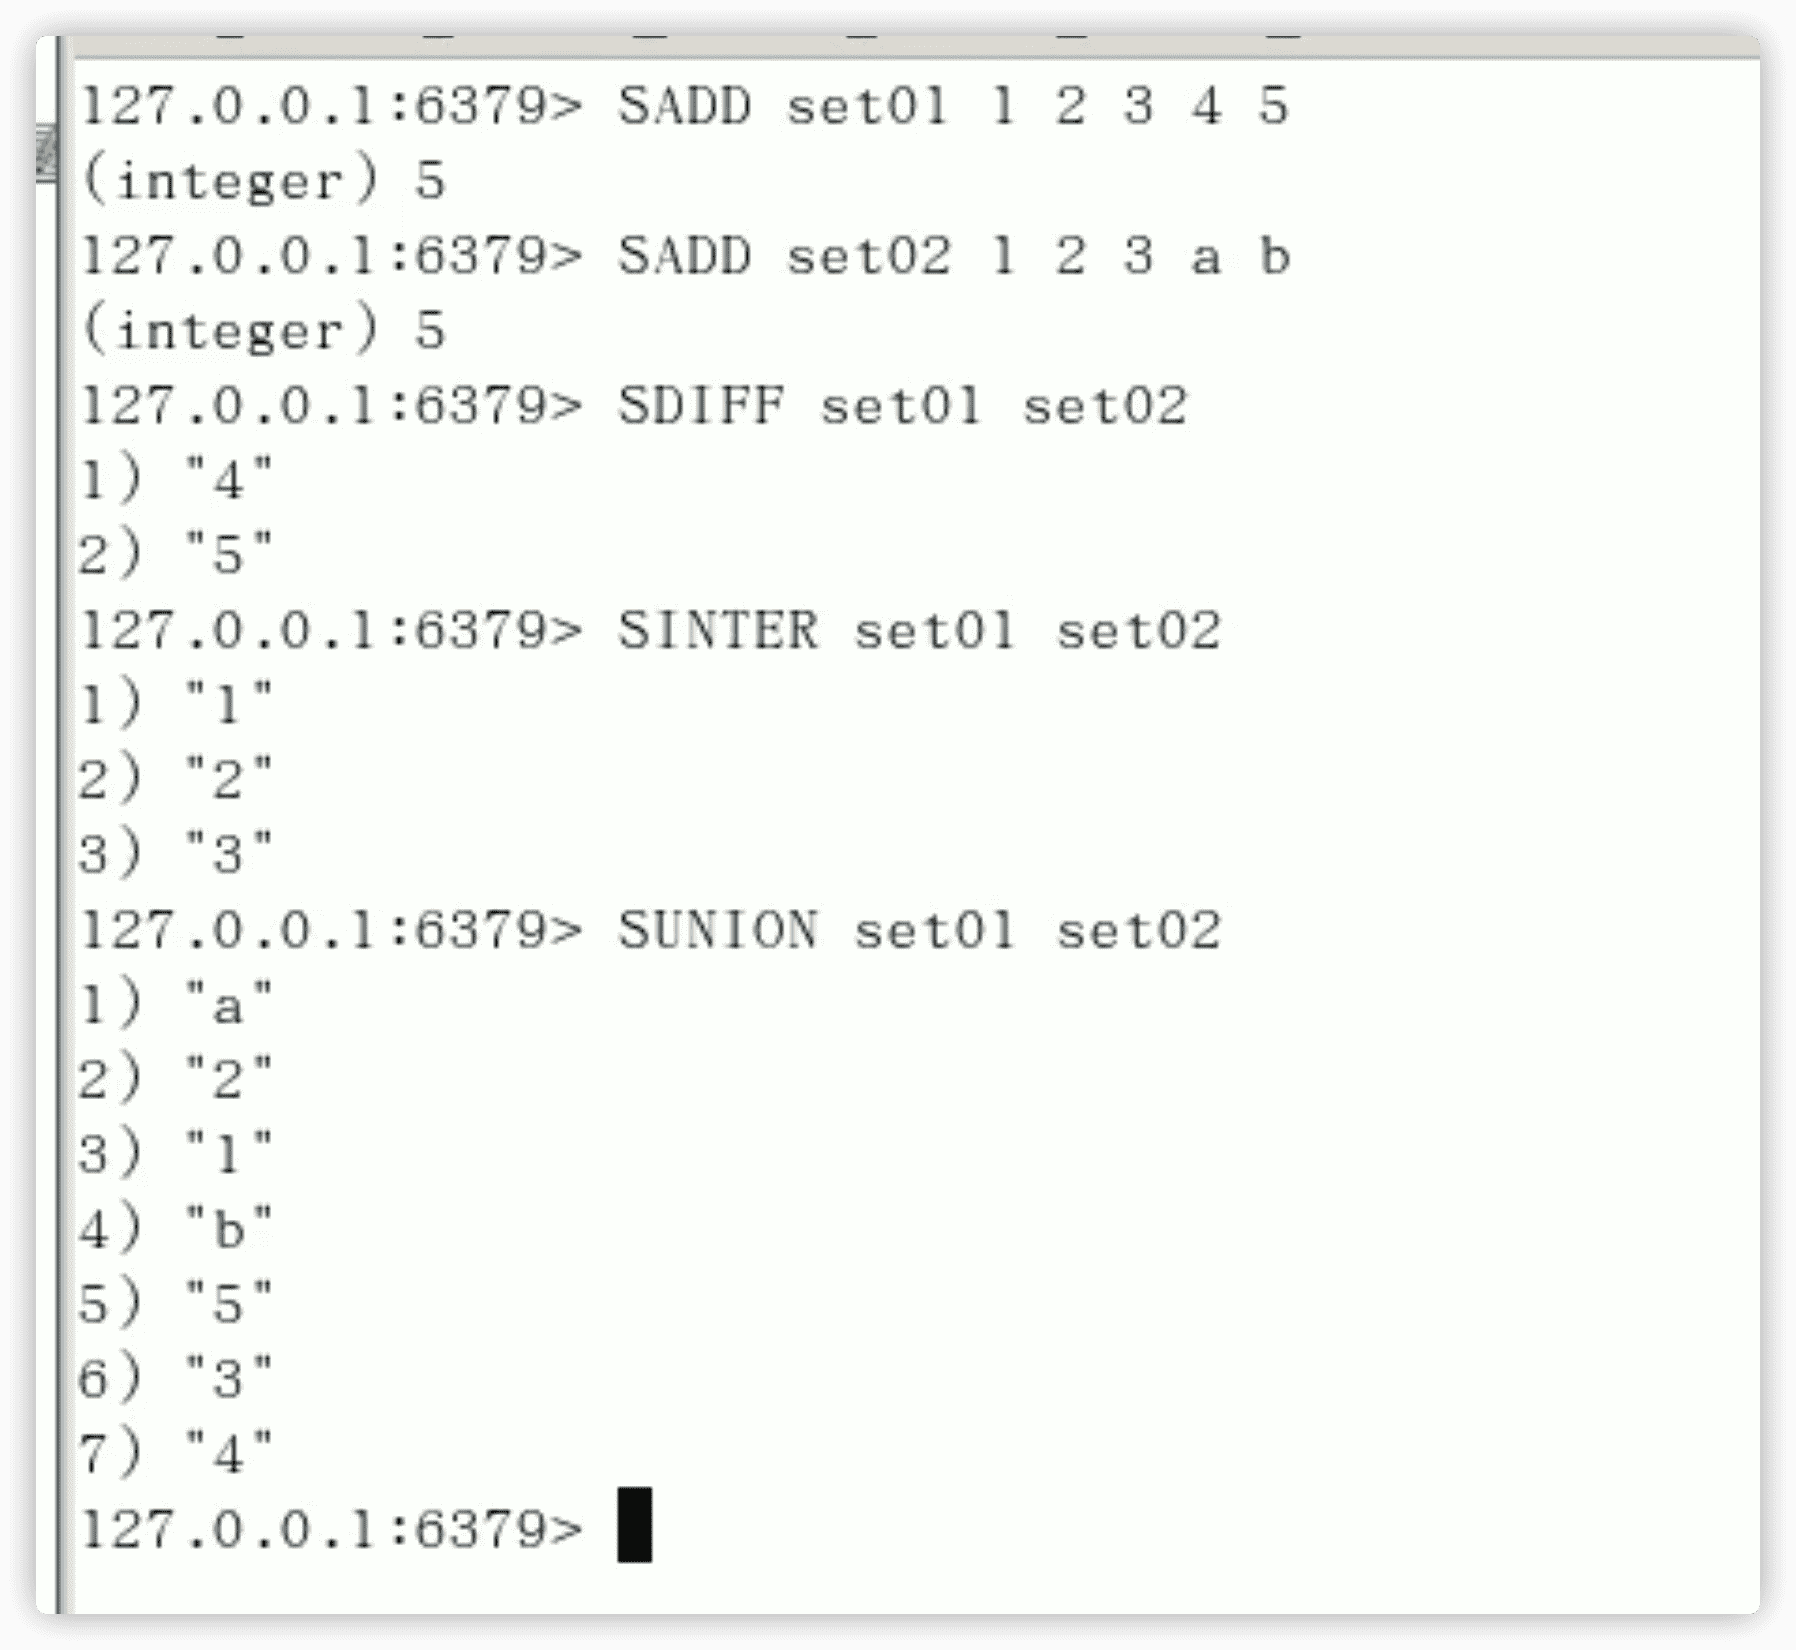 127.0.0.1:6379> SADD set01 1 2 3 4 5
(integer) 5
127.0.0.1:6379> SADD set02 1 2 3 a b
(integer) 5
127.0.0.1:6379> SDIFF set01 set02
1) "4"
2) "5"
127.0.0.1:6379> SINTER set01 set02
1) "1"
2) "2"
3) "3"
127.0.0.1:6379> SUNION set01 set02
1) "a"
2) "2"
3) "1"
4) "b"
5) "5"
6) "3"
7) "4"
127.0.0.1:6379>